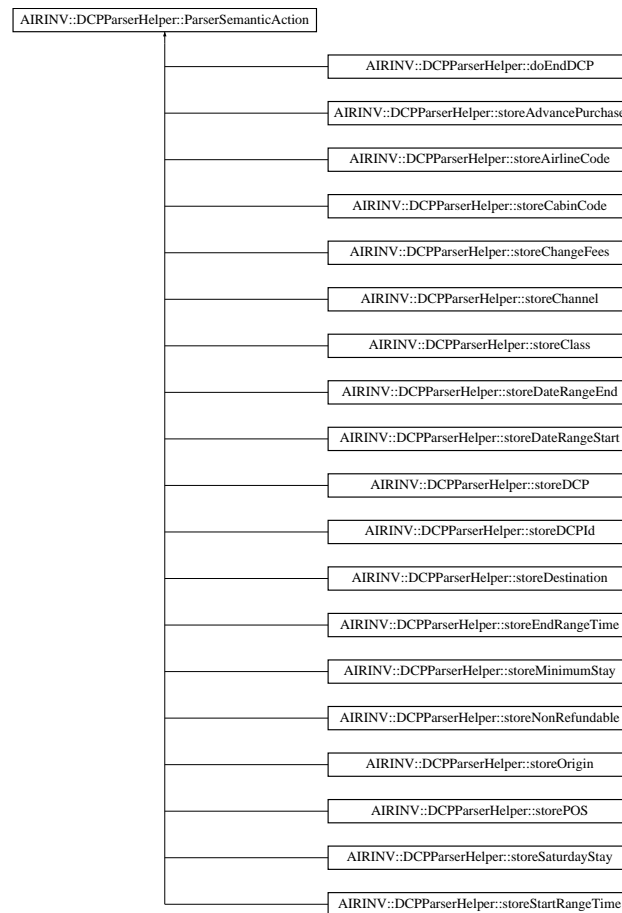 AIRINV::DCPParserHelper::ParserSemanticAction
AIRINV::DCPParserHelper::doEndDCP
AIRINV::DCPParserHelper::storeAdvancePurchase
AIRINV::DCPParserHelper::storeAirlineCode
AIRINV::DCPParserHelper::storeCabinCode
AIRINV::DCPParserHelper::storeChangeFees
AIRINV::DCPParserHelper::storeChannel
AIRINV::DCPParserHelper::storeClass
AIRINV::DCPParserHelper::storeDateRangeEnd
AIRINV::DCPParserHelper::storeDateRangeStart
AIRINV::DCPParserHelper::storeDCP
AIRINV::DCPParserHelper::storeDCPId
AIRINV::DCPParserHelper::storeDestination
AIRINV::DCPParserHelper::storeEndRangeTime
AIRINV::DCPParserHelper::storeMinimumStay
AIRINV::DCPParserHelper::storeNonRefundable
AIRINV::DCPParserHelper::storeOrigin
AIRINV::DCPParserHelper::storePOS
AIRINV::DCPParserHelper::storeSaturdayStay
AIRINV::DCPParserHelper::storeStartRangeTime